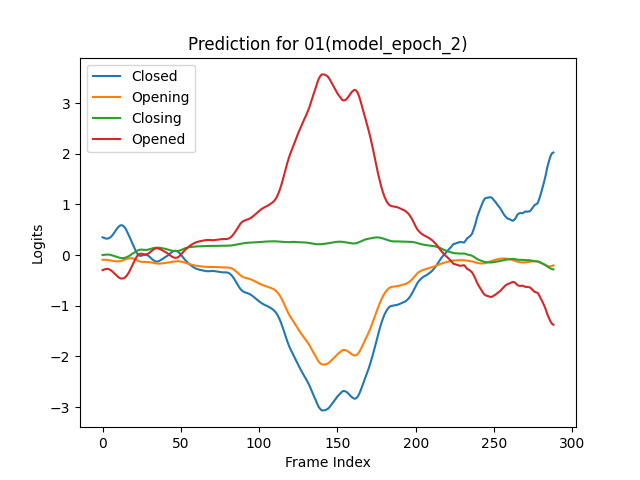 Prediction for 01(model_epoch_2)
Closed
Opening
Closing
Opened
3
2
1
0
−1
−2
−3
Logits
0 50 100 150 200 250 300
Frame Index